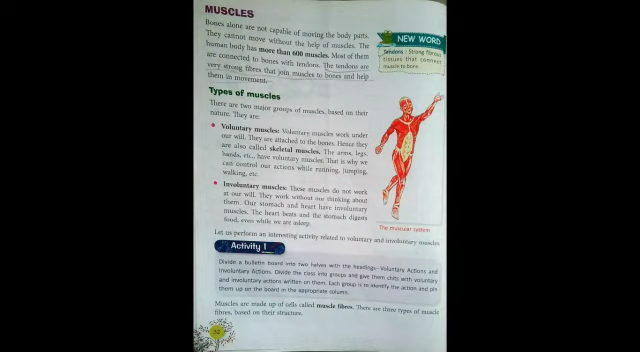 MUSCLES
Bones alone are not capable of moving the body parts.
They cannot move without the help of muscles. The
human body has more than 600 muscles. Most of them
are connected to bones with tendons. The tendons are
very strong fibres that join muscles to bones and help
them in movement.
NEW WORD
Tendons : Strong fibrous
tissues that connect
muscle to bone.
Types of muscles
There are two major groups of muscles, based on their
nature. They are:
• Voluntary muscles: Voluntary muscles work under
our will. They are attached to the bones. Hence they
are also called skeletal muscles. The arms, legs,
hands, etc., have voluntary muscles. That is why we
can control our actions while running, jumping,
walking, etc.
• Involuntary muscles: These muscles do not work
at our will. They work without our thinking about
them. Our stomach and heart have involuntary
muscles. The heart beats and the stomach digests
food, even while we are asleep.
The muscular system
Let us perform an interesting activity related to voluntary and involuntary muscles
Activity 1
Divide a bulletin board into two halves with the headings–Voluntary Actions and
Involuntary Actions. Divide the class into groups and give them chits with voluntary
and involuntary actions written on them. Each group is to identify the action and pin
them up on the board in the appropriate column.
Muscles are made up of cells called muscle fibres. There are three types of muscle
fibres, based on their structure.
32